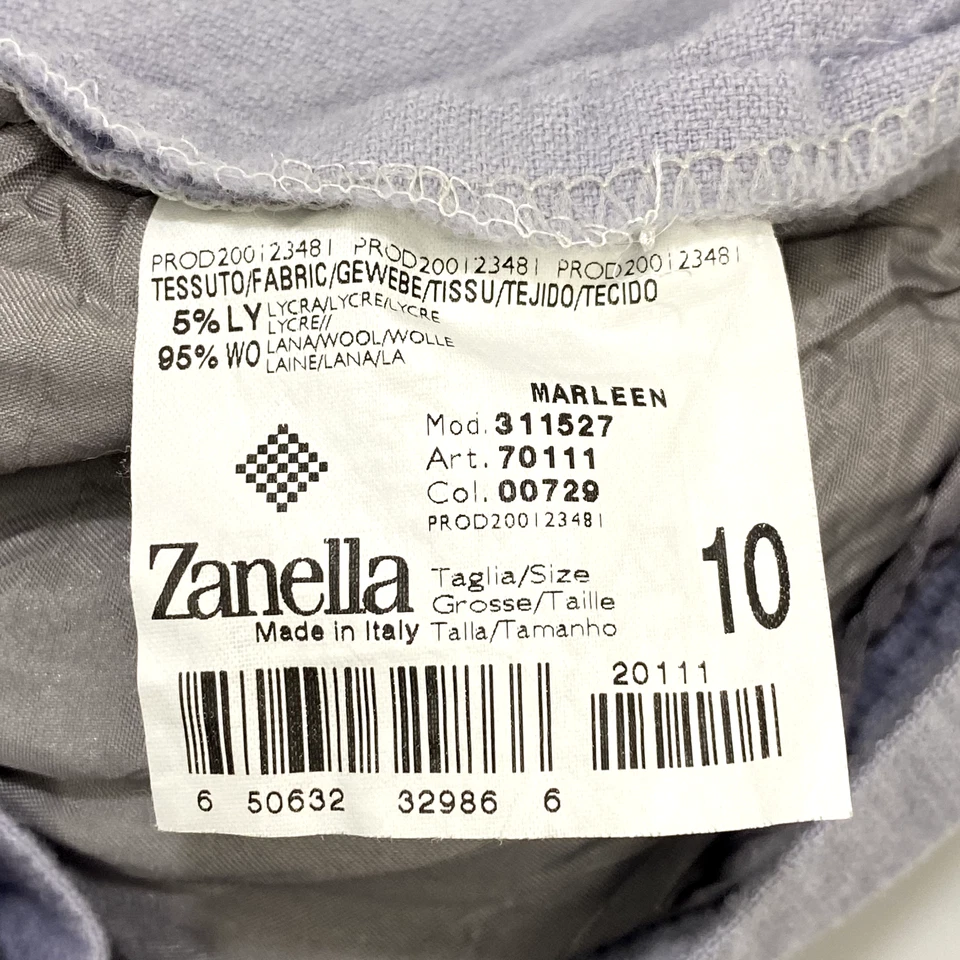 PROD200123481 PROD200123481 PROD200123481
TESSUTO/FABRIC/GEWEBE/TISSU/TEJIDO/TECIDO
5% LY LYCRA/LYCRE/LYCRE
LYCRE//
95% WO LANA/WOOL/WOLLE
LAINE/LANA/LA
MARLEEN
Mod. 311527
Art. 70111
Col. 00729
PROD200123481
Zanella
Made in Italy
Taglia/Size
Grosse/Taille
Talla/Tamanho
10
20111
6 50632 32986 6